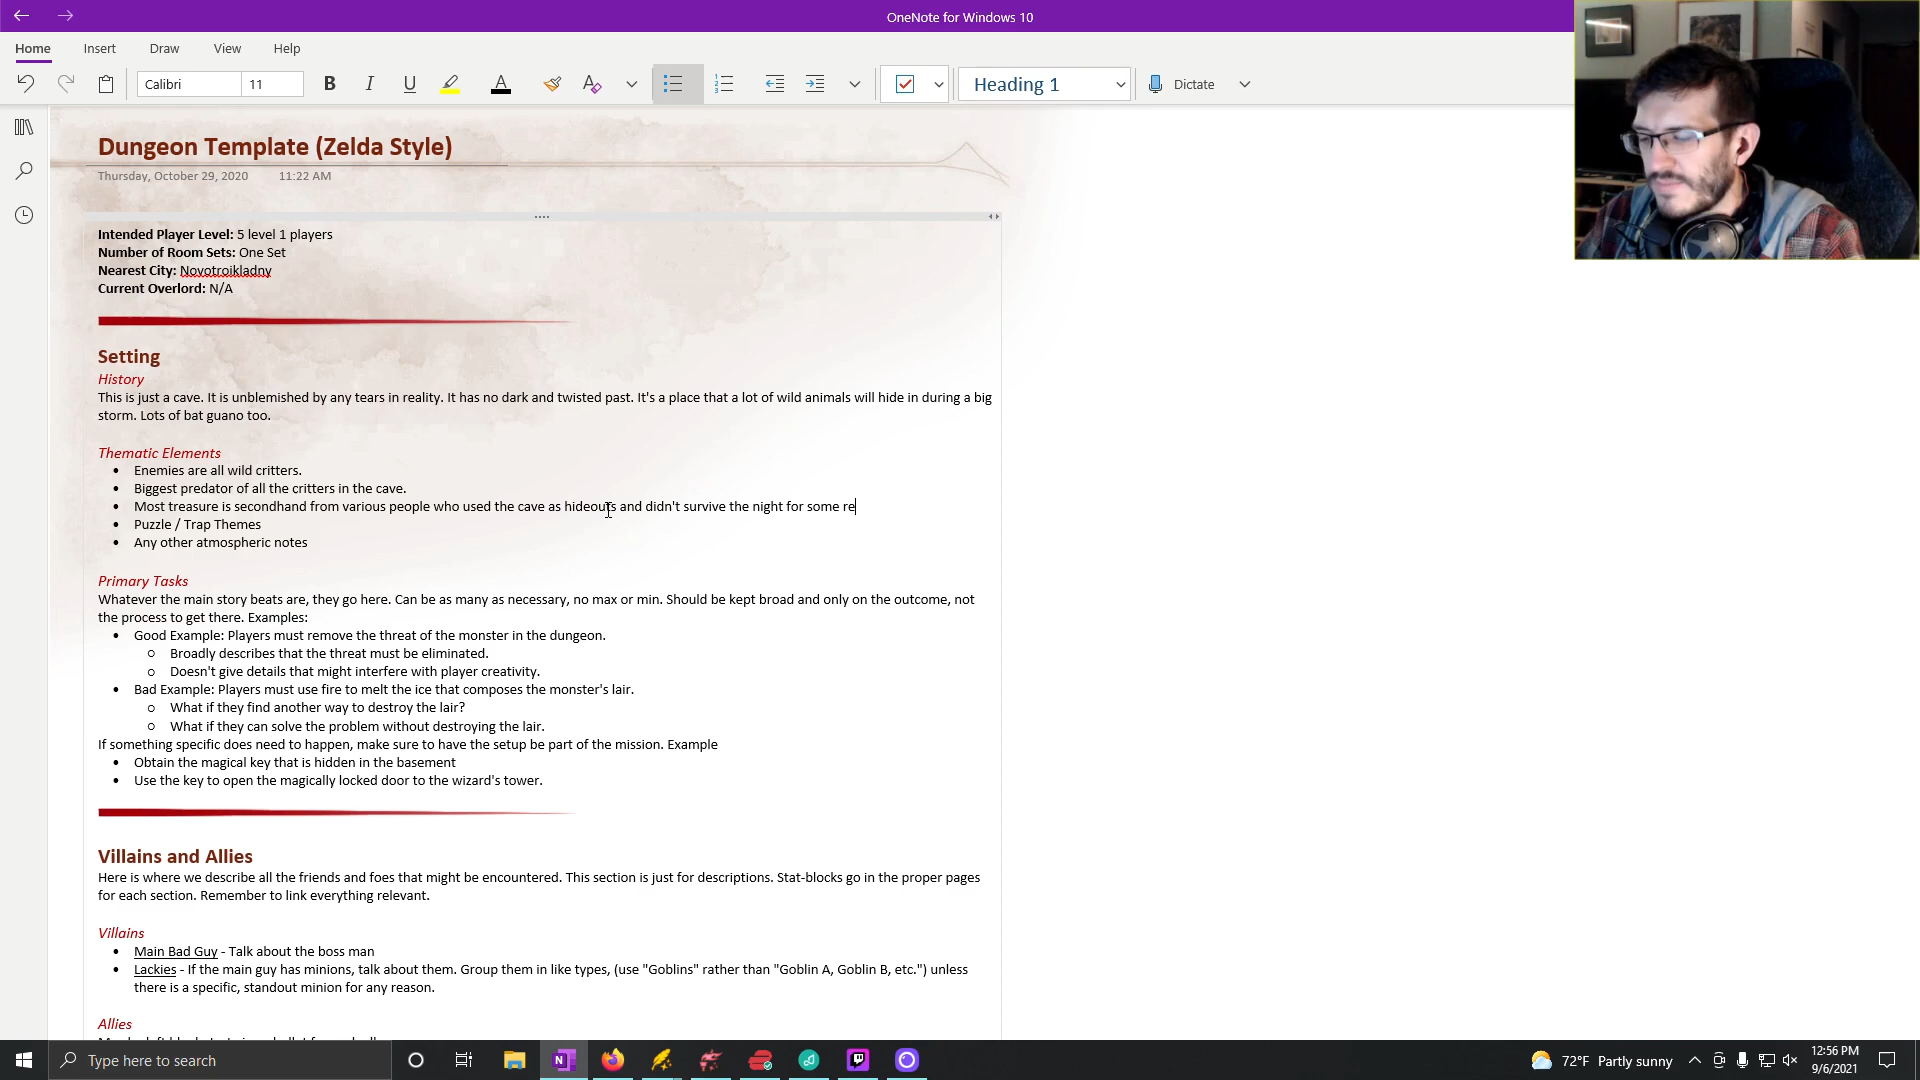 OneNote for Windows 10
Home Insert Draw View Help
Calibri 11 B I U A A Heading 1 Dictate
Dungeon Template (Zelda Style)
Thursday, October 29, 2020 11:22 AM
Intended Player Level: 5 level 1 players
Number of Room Sets: One Set
Nearest City: Novotroikladny
Current Overlord: N/A
Setting
History
This is just a cave. It is unblemished by any tears in reality. It has no dark and twisted past. It's a place that a lot of wild animals will hide in during a big
storm. Lots of bat guano too.
Thematic Elements
• Enemies are all wild critters.
• Biggest predator of all the critters in the cave.
• Most treasure is secondhand from various people who used the cave as hideouts and didn't survive the night for some re
• Puzzle / Trap Themes
• Any other atmospheric notes
Primary Tasks
Whatever the main story beats are, they go here. Can be as many as necessary, no max or min. Should be kept broad and only on the outcome, not
the process to get there. Examples:
• Good Example: Players must remove the threat of the monster in the dungeon.
○ Broadly describes that the threat must be eliminated.
○ Doesn't give details that might interfere with player creativity.
• Bad Example: Players must use fire to melt the ice that composes the monster's lair.
○ What if they find another way to destroy the lair?
○ What if they can solve the problem without destroying the lair.
If something specific does need to happen, make sure to have the setup be part of the mission. Example
• Obtain the magical key that is hidden in the basement
• Use the key to open the magically locked door to the wizard's tower.
Villains and Allies
Here is where we describe all the friends and foes that might be encountered. This section is just for descriptions. Stat-blocks go in the proper pages
for each section. Remember to link everything relevant.
Villains
• Main Bad Guy - Talk about the boss man
• Lackies - If the main guy has minions, talk about them. Group them in like types, (use "Goblins" rather than "Goblin A, Goblin B, etc.") unless
there is a specific, standout minion for any reason.
Allies
Type here to search
72°F Partly sunny
12:56 PM
9/6/2021